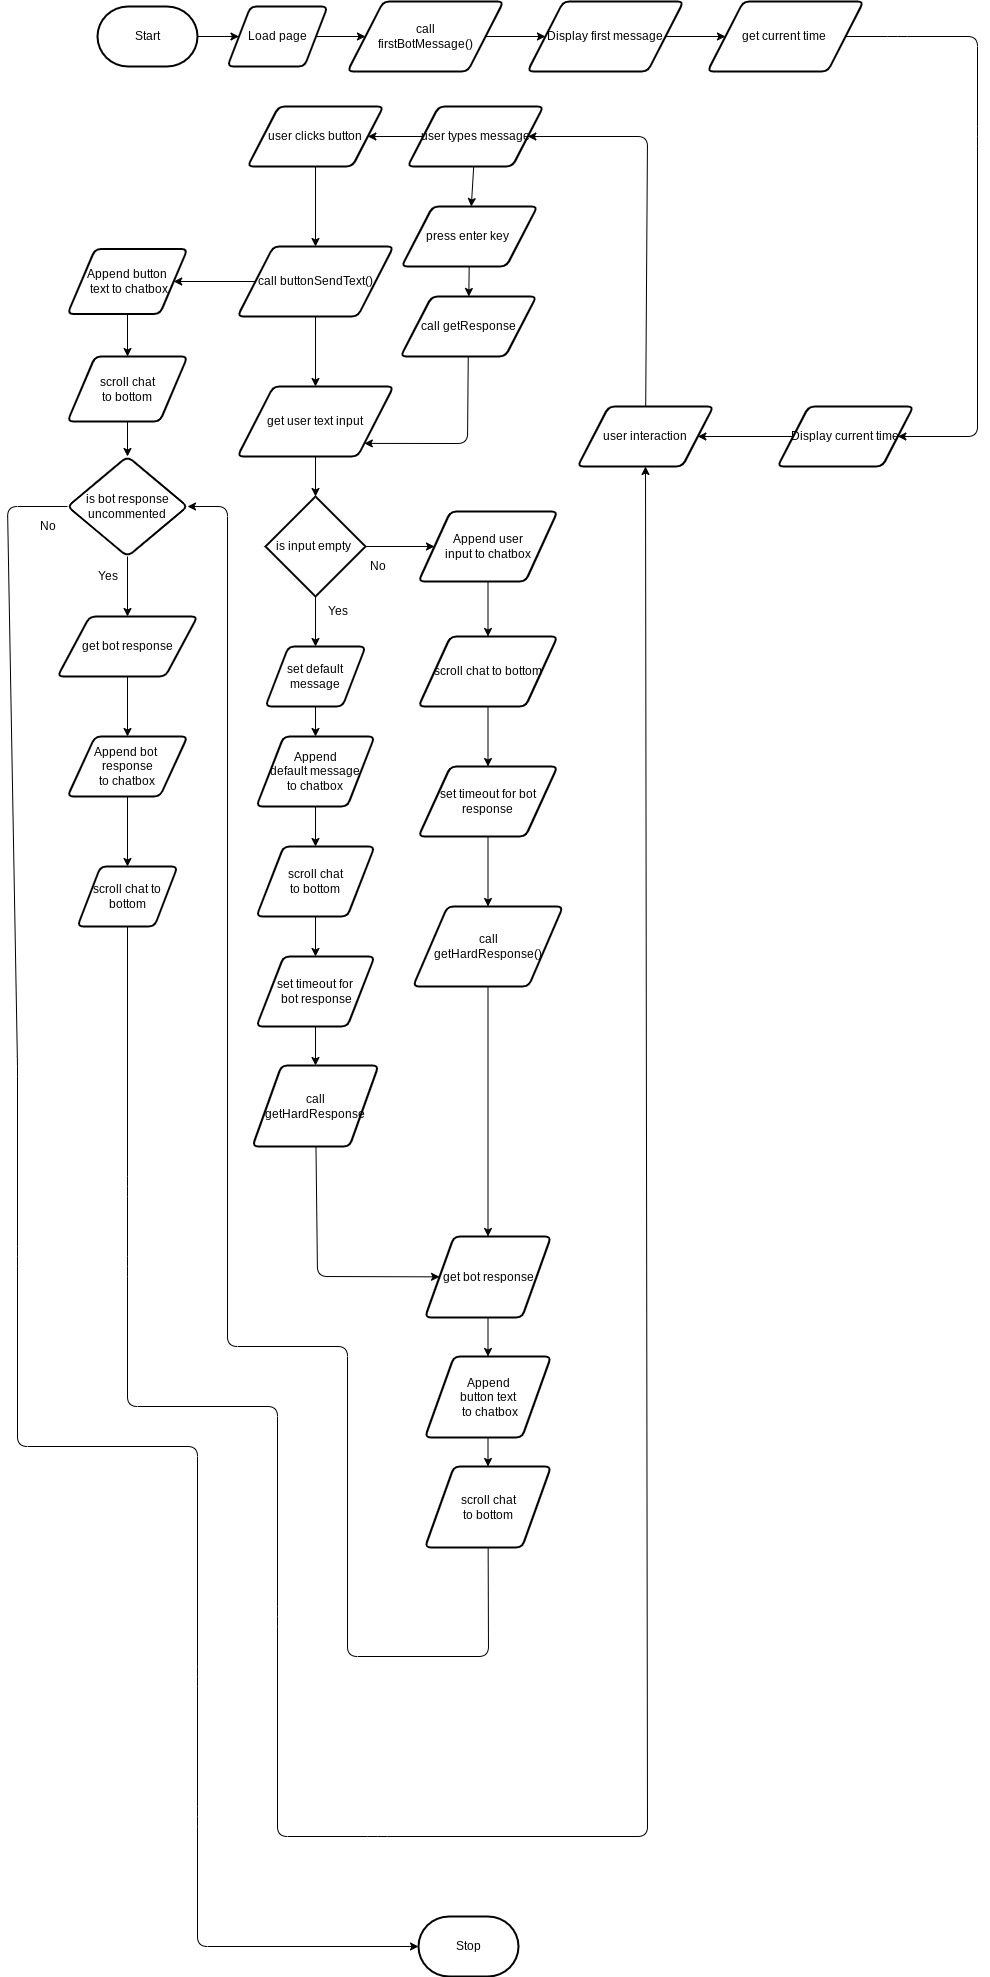 Start
Load page
call
firstBotMessage()
Display first message
get current time
user clicks button
user types message
press enter key
Append button
text to chatbox
call buttonSendText()
call getResponse
scroll chat
to bottom
get user text input
user interaction
Display current time
is bot response
uncommented
No
is input empty
No
Append user
input to chatbox
Yes
Yes
get bot response
set default
message
scroll chat to bottom
Append bot
response
to chatbox
Append
default message
to chatbox
set timeout for bot
response
scroll chat to
bottom
scroll chat
to bottom
call
getHardResponse()
set timeout for
bot response
call
getHardResponse
get bot response
Append
button text
to chatbox
scroll chat
to bottom
Stop